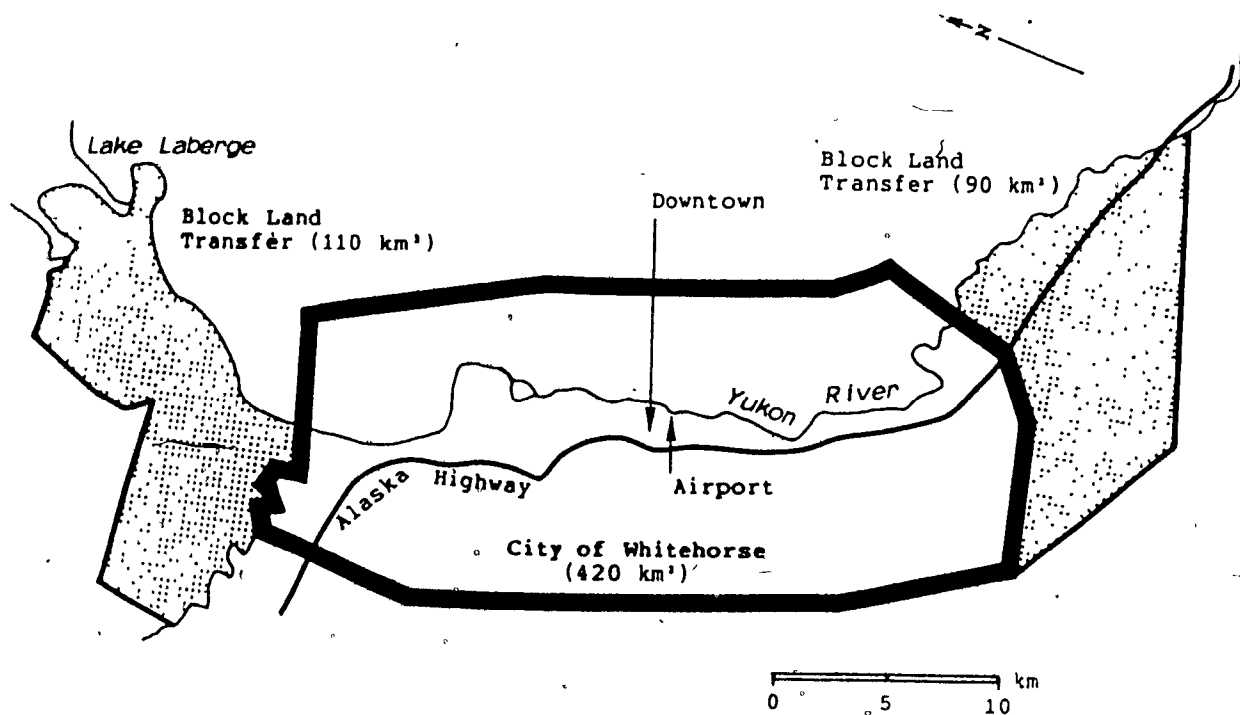 N
Lake Laberge
Block Land
Transfer (110 km²)
Downtown
Block Land
Transfer (90 km²)
Yukon River
Alaska Highway
Airport
City of Whitehorse
(420 km²)
km
0 5 10